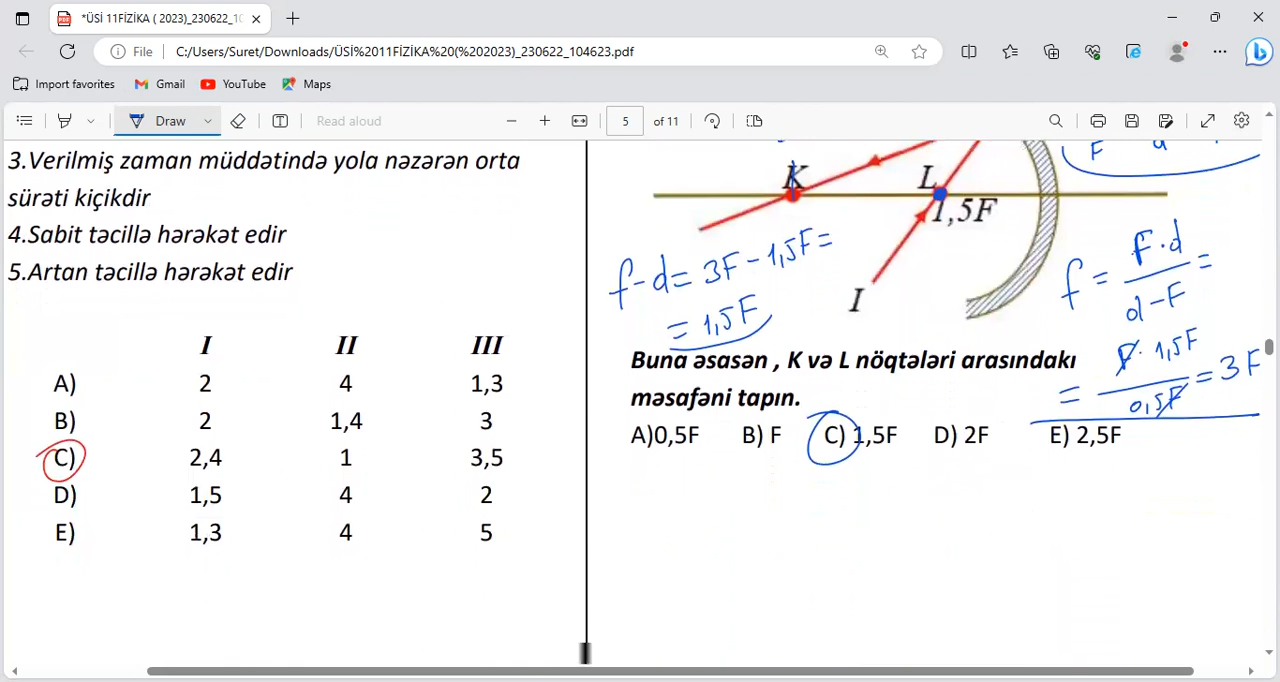 *ÜSİ 11FİZİKA ( 2023)_230622_10
File
C:/Users/Suret/Downloads/ÜSİ%2011FİZİKA%20(%202023)_230622_104623.pdf
Import favorites
Gmail
YouTube
Maps
Draw
Read aloud
5
of 11
3.Verilmiş zaman müddətində yola nəzərən orta
sürəti kiçikdir
4.Sabit təcillə hərəkət edir
5.Artan təcillə hərəkət edir
I II III
A) 2 4 1,3
B) 2 1,4 3
C) 2,4 1 3,5
D) 1,5 4 2
E) 1,3 4 5
F d
K
L
1,5F
I
f-d= 3F-1,5F=
= 1,5F
f = F·d / d-F =
= F·1,5F / 0,5F = 3F
Buna əsasən , K və L nöqtələri arasındakı
məsafəni tapın.
A)0,5F B) F C) 1,5F D) 2F E) 2,5F